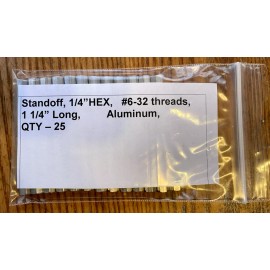 Standoff, 1/4”HEX, #6-32 threads,
1 1/4” Long, Aluminum,
QTY – 25